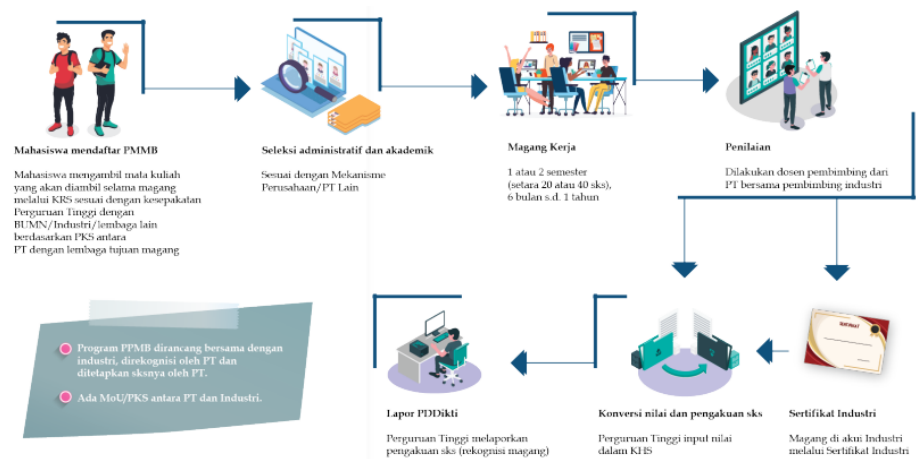 Mahasiswa mendaftar PMMB
Mahasiswa mengambil mata kuliah
yang akan diambil selama magang
melalui KRS sesuai dengan kesepakatan
Perguruan Tinggi dengan
BUMN/Industri/lembaga lain
berdasarkan PKS antara
PT dengan lembaga tujuan magang
Seleksi administratif dan akademik
Sesuai dengan Mekanisme
Perusahaan/PT Lain
Magang Kerja
1 atau 2 semester
(setara 20 atau 40 sks),
6 bulan s.d. 1 tahun
Penilaian
Dilakukan dosen pembimbing dari
PT bersama pembimbing industri
Program PPMB dirancang bersama dengan
industri, direkognisi oleh PT dan
ditetapkan sksnya oleh PT.
Ada MoU/PKS antara PT dan Industri.
Lapor PDDikti
Perguruan Tinggi melaporkan
pengakuan sks (rekognisi magang)
Konversi nilai dan pengakuan sks
Perguruan Tinggi input nilai
dalam KHS
Sertifikat Industri
Magang di akui Industri
melalui Sertifikat Industri